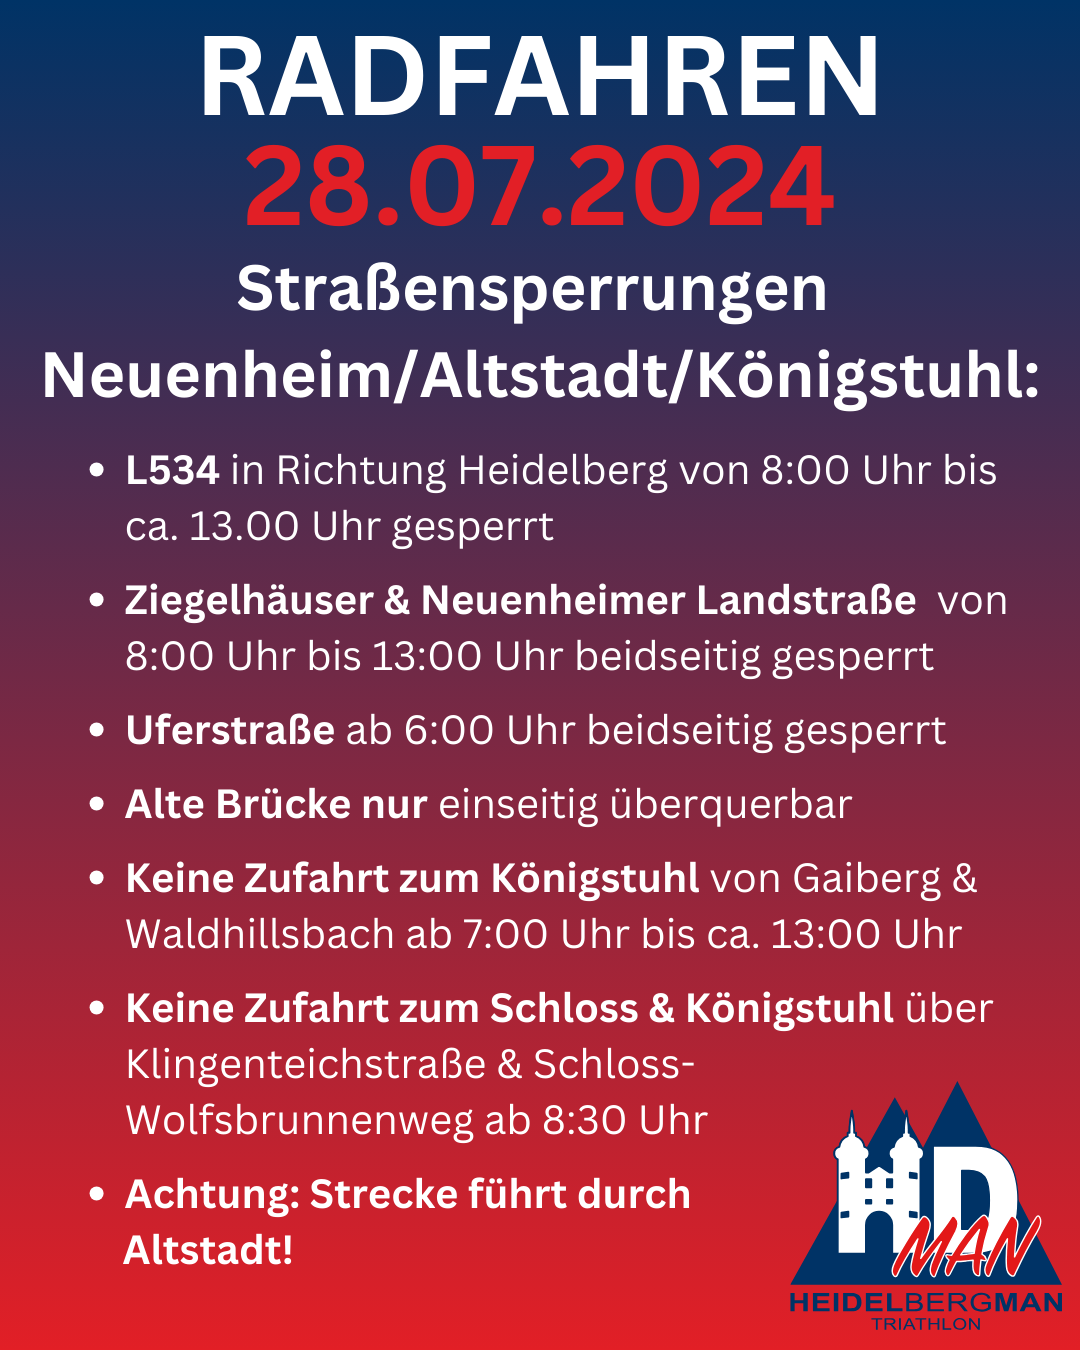 RADFAHREN
28.07.2024
Straßensperrungen
Neuenheim/Altstadt/Königstuhl:
• L534 in Richtung Heidelberg von 8:00 Uhr bis
ca. 13.00 Uhr gesperrt
• Ziegelhäuser & Neuenheimer Landstraße von
8:00 Uhr bis 13:00 Uhr beidseitig gesperrt
• Uferstraße ab 6:00 Uhr beidseitig gesperrt
• Alte Brücke nur einseitig überquerbar
• Keine Zufahrt zum Königstuhl von Gaiberg &
Waldhillsbach ab 7:00 Uhr bis ca. 13:00 Uhr
• Keine Zufahrt zum Schloss & Königstuhl über
Klingenteichstraße & Schloss-
Wolfsbrunnenweg ab 8:30 Uhr
• Achtung: Strecke führt durch
Altstadt!
HD
MAN
HEIDELBERGMAN
TRIATHLON